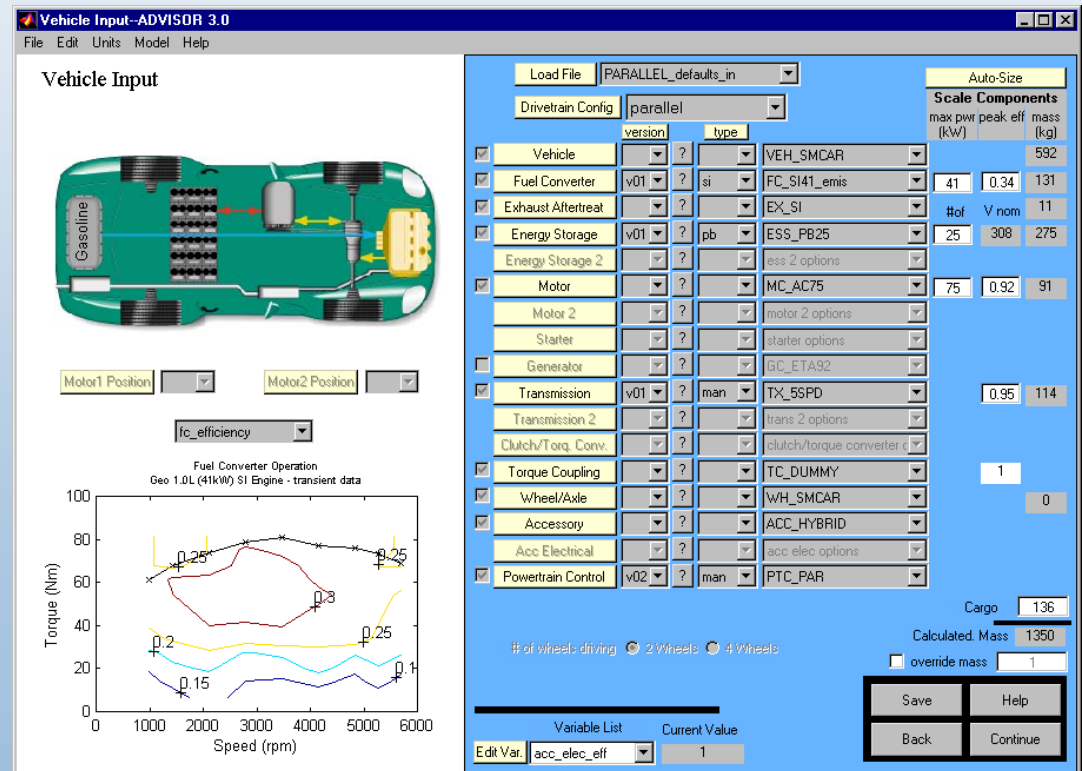 Vehicle Input--ADVISOR 3.0
File Edit Units Model Help
Vehicle Input
Gasoline
Motor1 Position
Motor2 Position
fc_efficiency
Fuel Converter Operation
Geo 1.0L (41kW) SI Engine - transient data
100
80
60
40
20
0
Torque (Nm)
0.25
0.25
0.3
0.25
0.2
0.15
0.1
0 1000 2000 3000 4000 5000 6000
Speed (rpm)
Load File PARALLEL_defaults_in
Auto-Size
Drivetrain Config parallel
Scale Components
max pwr peak eff mass
(kW) (kg)
version type
Vehicle ? VEH_SMCAR 592
Fuel Converter v01 ? si FC_SI41_emis 41 0.34 131
Exhaust Aftertreat ? EX_SI #of V nom 11
Energy Storage v01 ? pb ESS_PB25 25 308 275
Energy Storage 2 ? ess 2 options
Motor ? MC_AC75 75 0.92 91
Motor 2 ? motor 2 options
Starter ? starter options
Generator ? GC_ETA92
Transmission v01 ? man TX_5SPD 0.95 114
Transmission 2 ? trans 2 options
Clutch/Torq. Conv. ? clutch/torque converter
Torque Coupling ? TC_DUMMY 1
Wheel/Axle ? WH_SMCAR 0
Accessory ? ACC_HYBRID
Acc Electrical ? acc elec options
Powertrain Control v02 ? man PTC_PAR
Cargo 136
Calculated. Mass 1350
# of wheels driving 2 Wheels 4 Wheels
override mass 1
Save Help
Back Continue
Variable List Current Value
Edit Var. acc_elec_eff 1